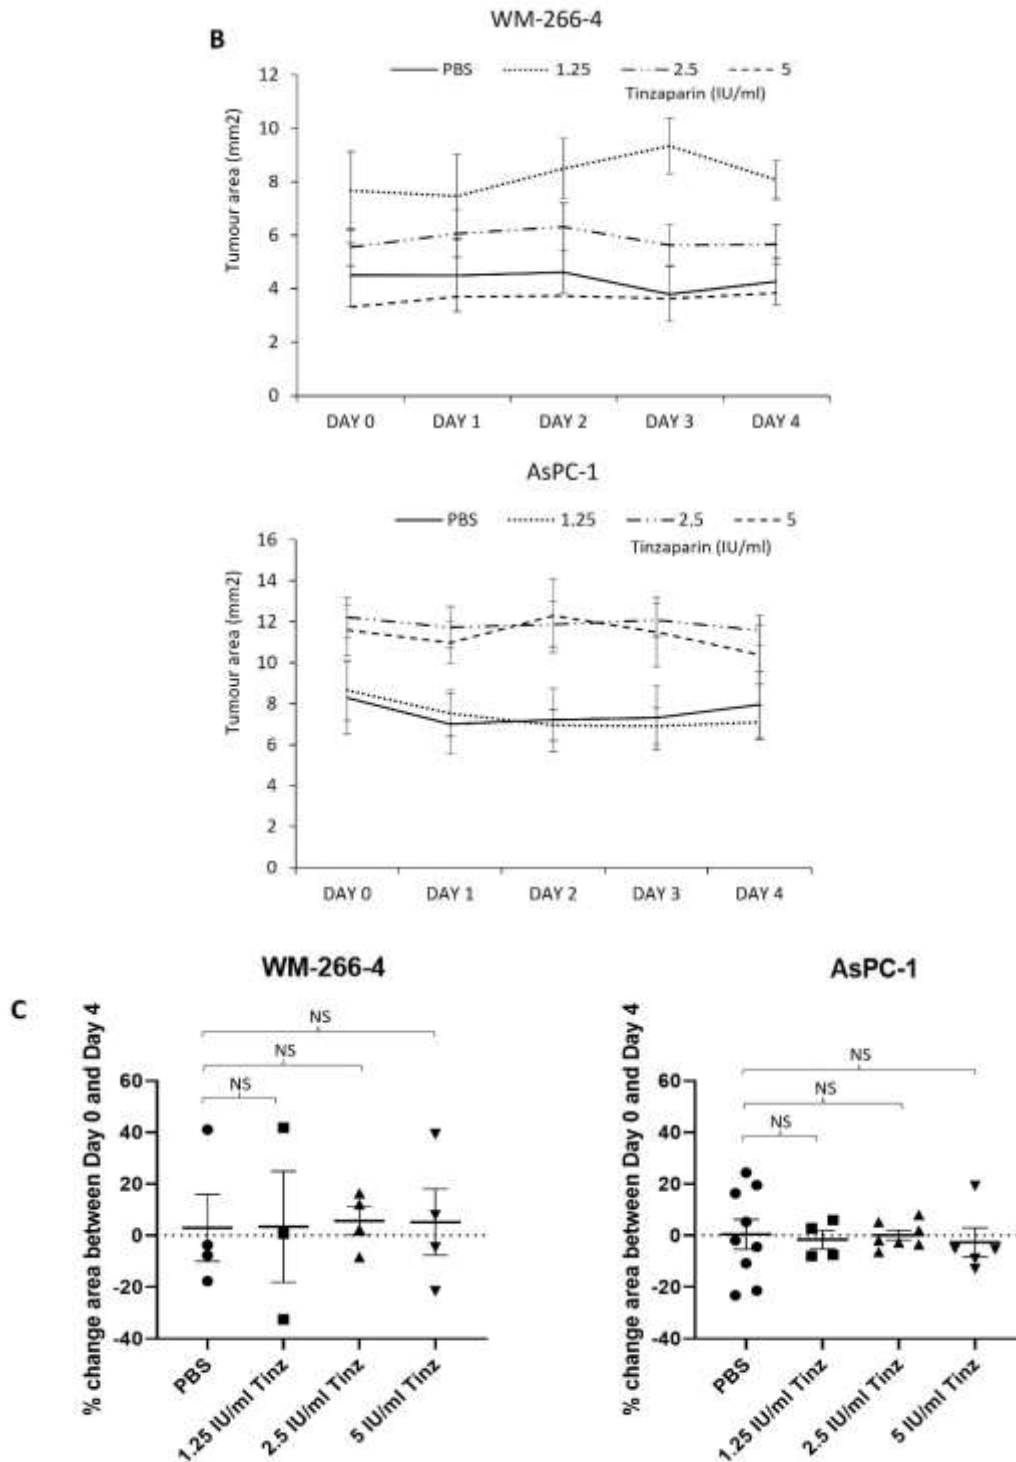 B
WM-266-4
PBS 1.25 2.5 5
Tinzaparin (IU/ml)
Tumour area (mm2)
12
10
8
6
4
2
0
DAY 0 DAY 1 DAY 2 DAY 3 DAY 4
AsPC-1
PBS 1.25 2.5 5
Tinzaparin (IU/ml)
Tumour area (mm2)
16
14
12
10
8
6
4
2
0
DAY 0 DAY 1 DAY 2 DAY 3 DAY 4
C
WM-266-4
% change area between Day 0 and Day 4
NS
NS
NS
60
40
20
0
-20
-40
PBS
1.25 IU/ml Tinz
2.5 IU/ml Tinz
5 IU/ml Tinz
AsPC-1
% change area between Day 0 and Day 4
NS
NS
NS
60
40
20
0
-20
-40
PBS
1.25 IU/ml Tinz
2.5 IU/ml Tinz
5 IU/ml Tinz